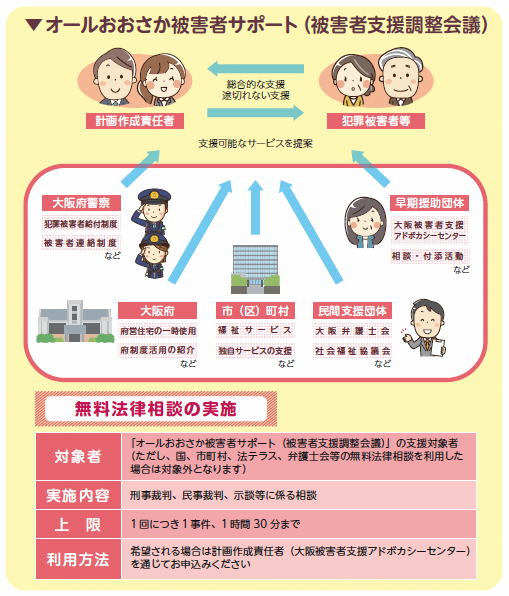 ▼オールおおさか被害者サポート（被害者支援調整会議）
総合的な支援
途切れない支援
計画作成責任者
犯罪被害者等
支援可能なサービスを提案
大阪府警察
犯罪被害者給付制度
被害者連絡制度
など
早期援助団体
大阪被害者支援
アドボカシーセンター
相談・付添活動
など
大阪府
府営住宅の一時使用
府制度活用の紹介
など
市（区）町村
福祉サービス
独自サービスの支援
など
民間支援団体
大阪弁護士会
社会福祉協議会
など
無料法律相談の実施
対象者
「オールおおさか被害者サポート（被害者支援調整会議）」の支援対象者
（ただし、国、市町村、法テラス、弁護士会等の無料法律相談を利用した
場合は対象外となります）
実施内容
刑事裁判、民事裁判、示談等に係る相談
上　限
1回につき1事件、1時間30分まで
利用方法
希望される場合は計画作成責任者（大阪被害者支援アドボカシーセンター）
を通じてお申込みください